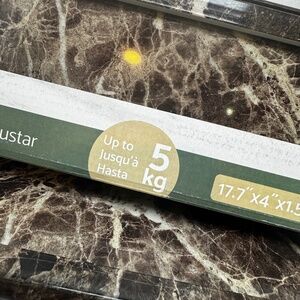 ustar
Up to
Jusqu'à
Hasta
5
kg
17.7"x4"x1.5